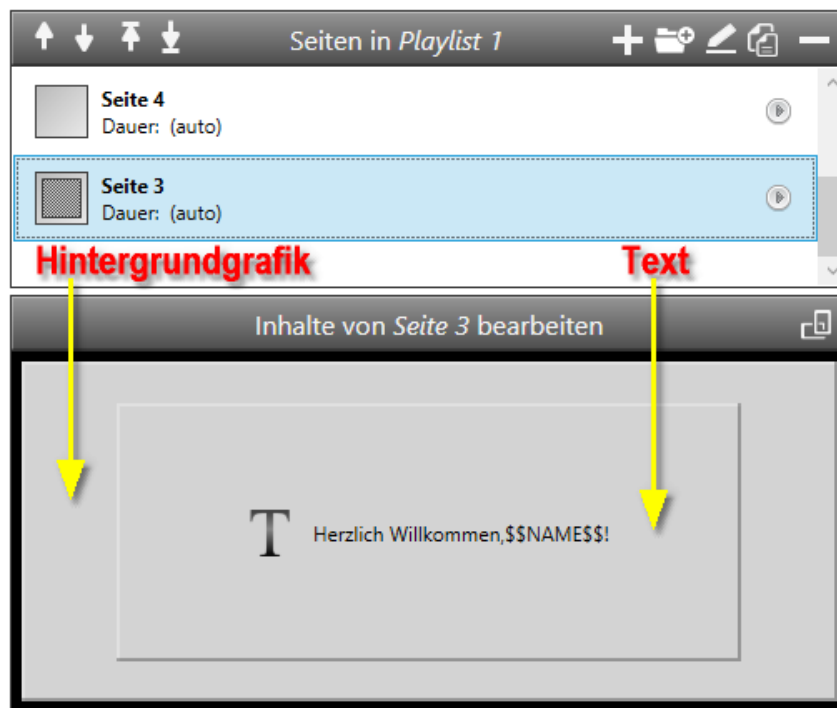 Seiten in Playlist 1
Seite 4
Dauer: (auto)
Seite 3
Dauer: (auto)
Hintergrundgrafik Text
Inhalte von Seite 3 bearbeiten
T Herzlich Willkommen,$$NAME$$!